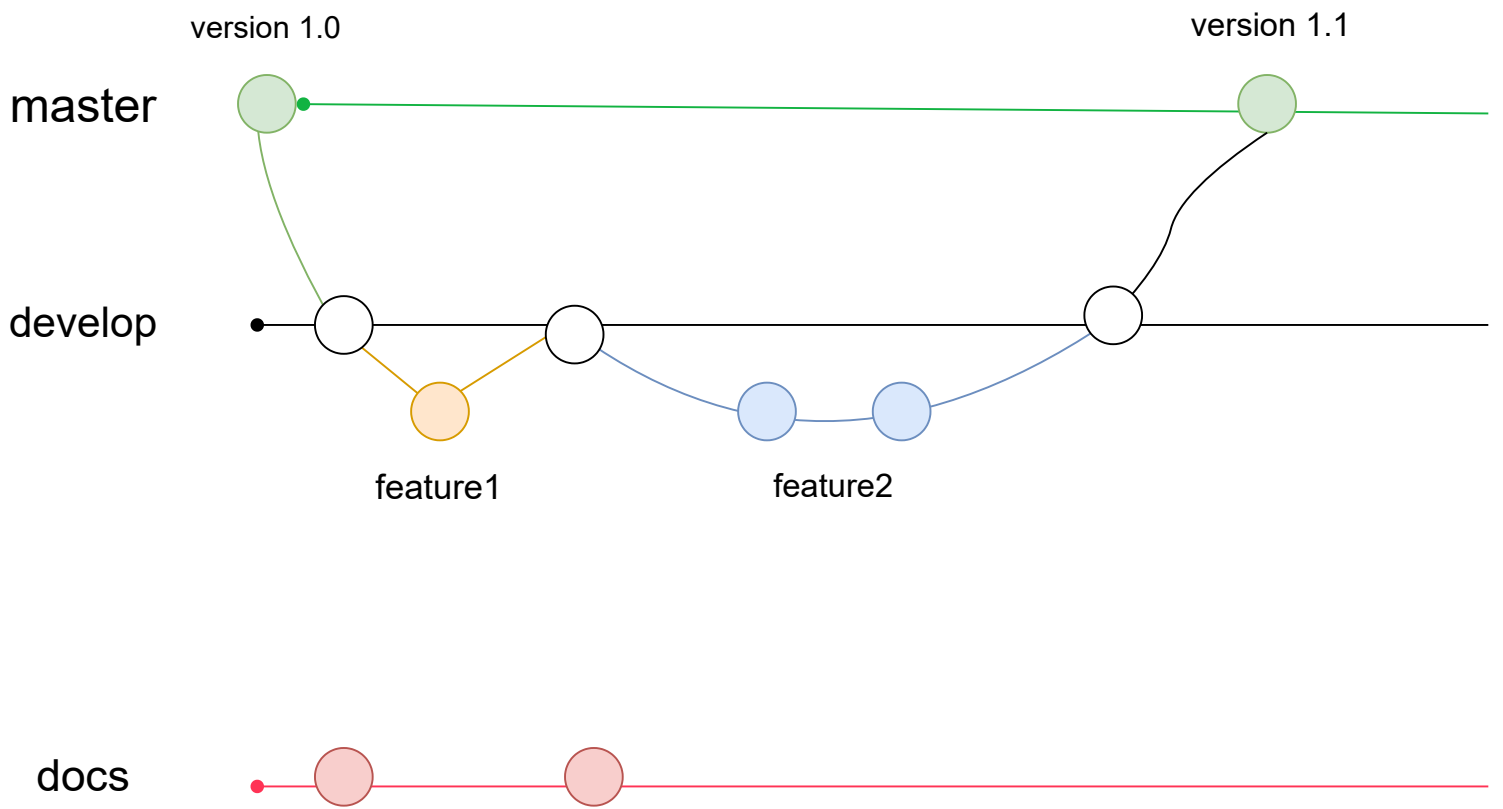 version 1.0
version 1.1
master
develop
feature1
feature2
docs